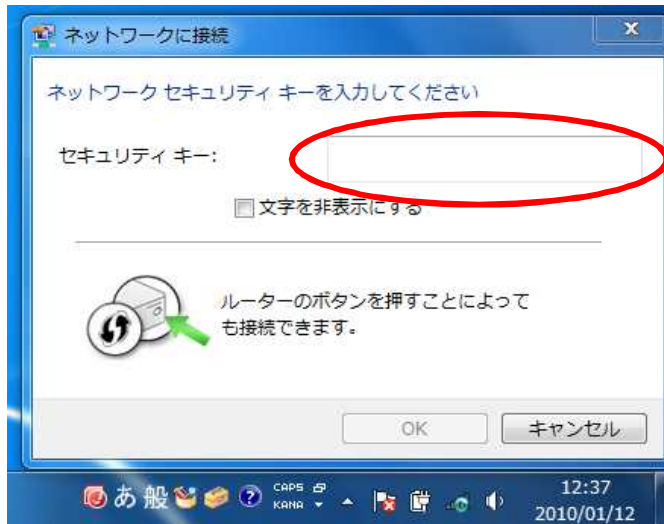 ネットワークに接続
ネットワーク セキュリティ キーを入力してください
セキュリティ キー:
文字を非表示にする
ルーターのボタンを押すことによって
も接続できます。
OK キャンセル
あ 般 CAPS KANA 12:37
2010/01/12